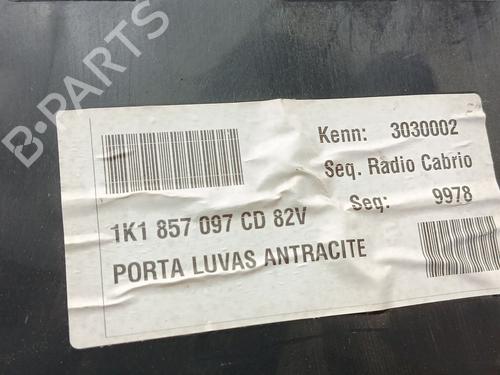 B-PARTS
Kenn: 3030002
Seq. Radio Cabrio
Seq: 9978
1K1 857 097 CD 82V
PORTA LUVAS ANTRACITE